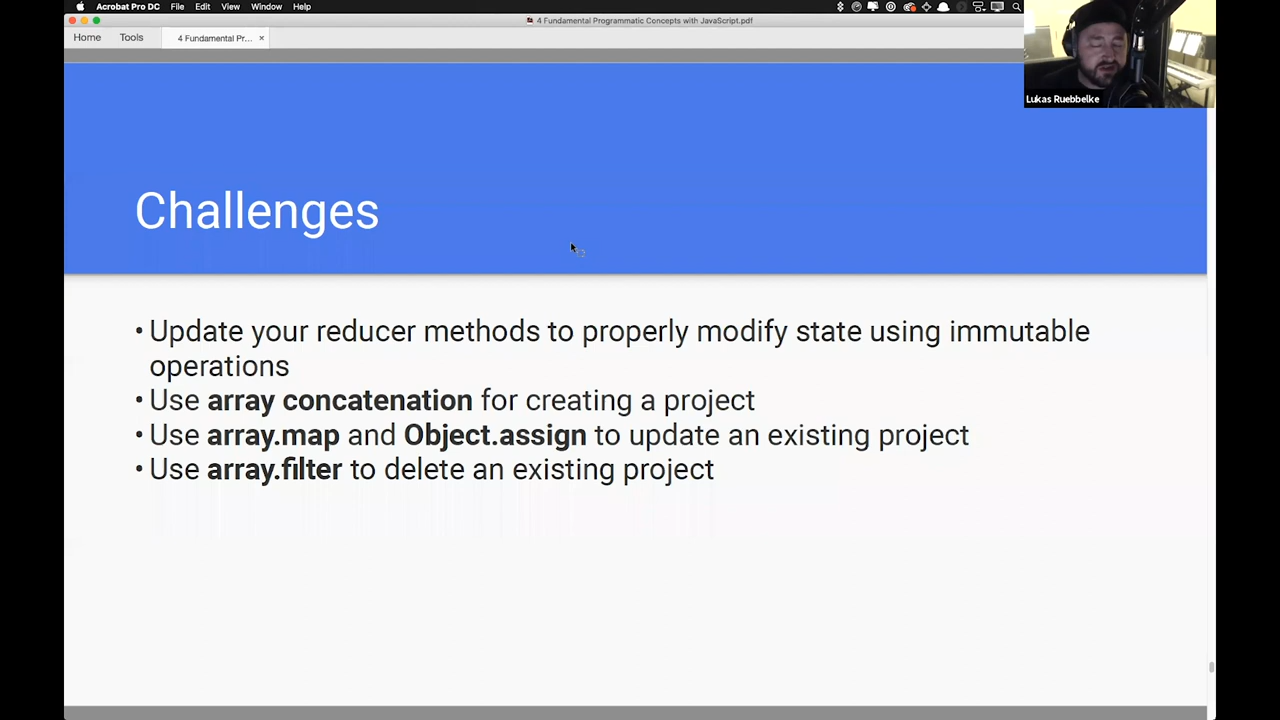 Acrobat Pro DC File Edit View Window Help
4 Fundamental Programmatic Concepts with JavaScript.pdf
Home Tools 4 Fundamental Pr... ×
Lukas Ruebbelke
Challenges
• Update your reducer methods to properly modify state using immutable
operations
• Use array concatenation for creating a project
• Use array.map and Object.assign to update an existing project
• Use array.filter to delete an existing project